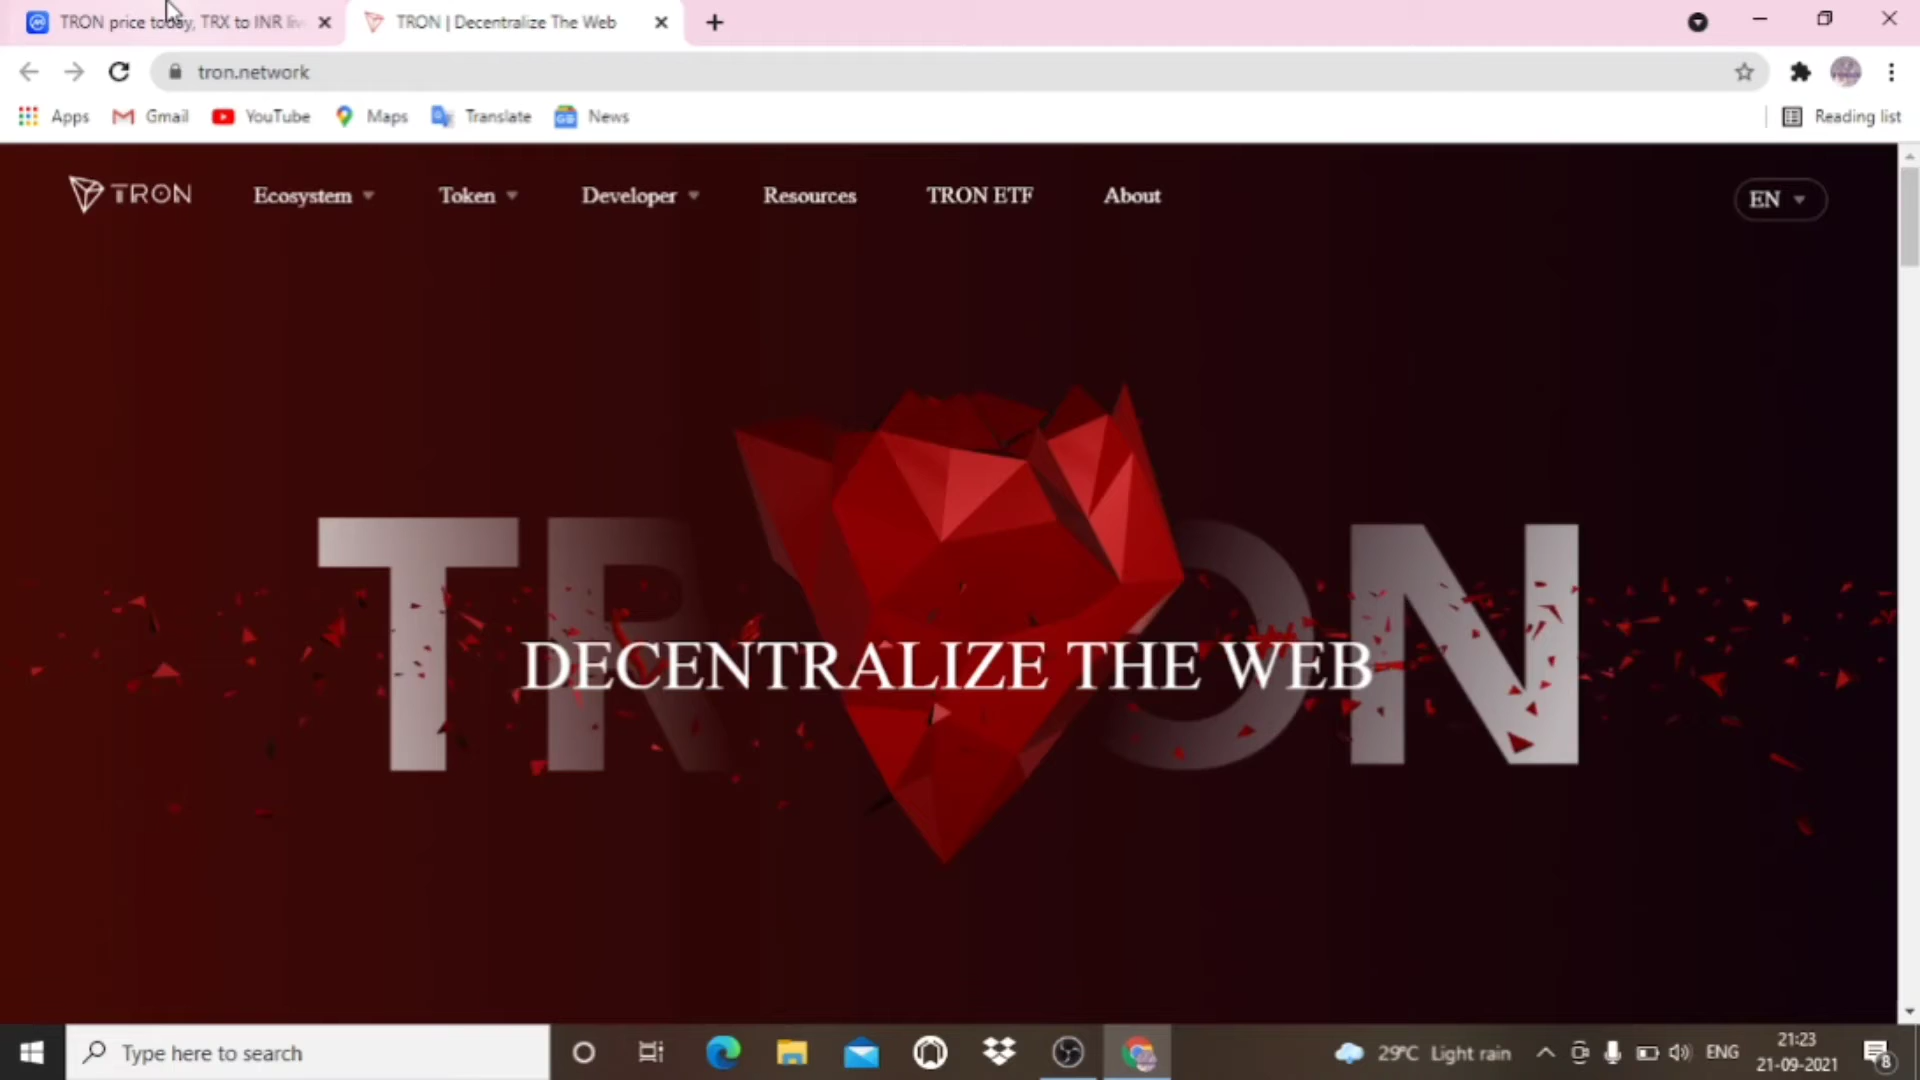 TRON price today, TRX to INR liv
TRON | Decentralize The Web
tron.network
Apps
Gmail
YouTube
Maps
Translate
News
Reading list
TRON
Ecosystem
Token
Developer
Resources
TRON ETF
About
EN
TRON
DECENTRALIZE THE WEB
Type here to search
29°C Light rain
ENG
21:23
21-09-2021
8